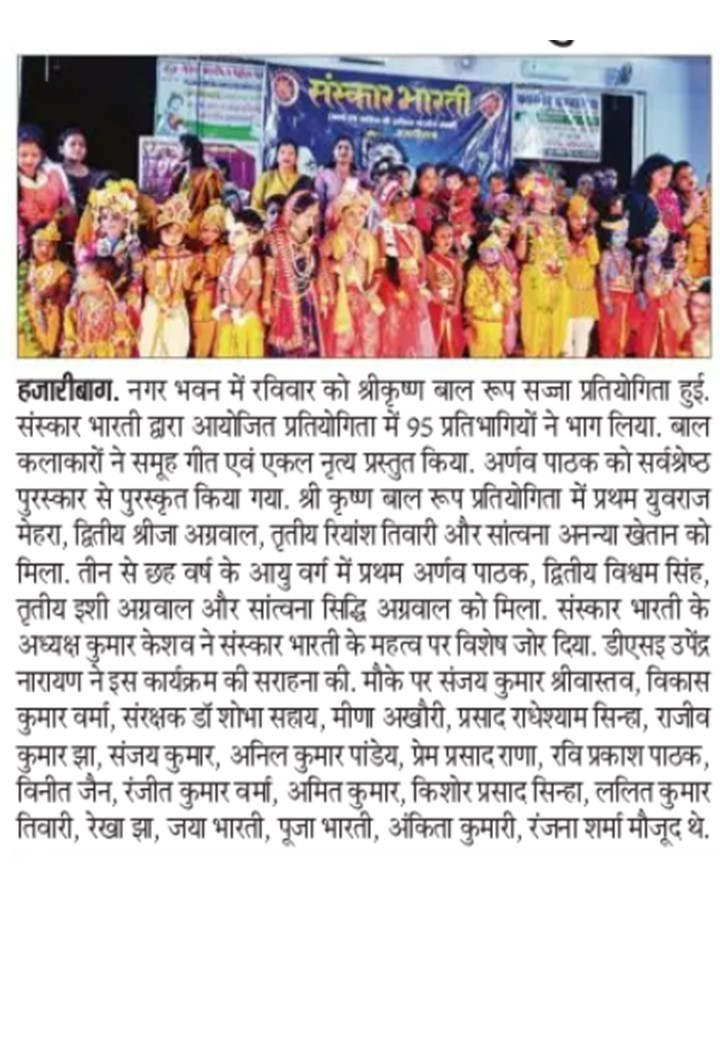 संस्कार भारती
हजारीबाग. नगर भवन में रविवार को श्रीकृष्ण बाल रूप सज्जा प्रतियोगिता हुई.
संस्कार भारती द्वारा आयोजित प्रतियोगिता में 95 प्रतिभागियों ने भाग लिया. बाल
कलाकारों ने समूह गीत एवं एकल नृत्य प्रस्तुत किया. अर्णव पाठक को सर्वश्रेष्ठ
पुरस्कार से पुरस्कृत किया गया. श्री कृष्ण बाल रूप प्रतियोगिता में प्रथम युवराज
मेहरा, द्वितीय श्रीजा अग्रवाल, तृतीय रियांश तिवारी और सांत्वना अनन्या खेतान को
मिला. तीन से छह वर्ष के आयु वर्ग में प्रथम अर्णव पाठक, द्वितीय विश्वम सिंह,
तृतीय इशी अग्रवाल और सांत्वना सिद्धि अग्रवाल को मिला. संस्कार भारती के
अध्यक्ष कुमार केशव ने संस्कार भारती के महत्व पर विशेष जोर दिया. डीएसइ उपेंद्र
नारायण ने इस कार्यक्रम की सराहना की. मौके पर संजय कुमार श्रीवास्तव, विकास
कुमार वर्मा, संरक्षक डॉ शोभा सहाय, मीणा अखौरी, प्रसाद राधेश्याम सिन्हा, राजीव
कुमार झा, संजय कुमार, अनिल कुमार पांडेय, प्रेम प्रसाद राणा, रवि प्रकाश पाठक,
विनीत जैन, रंजीत कुमार वर्मा, अमित कुमार, किशोर प्रसाद सिन्हा, ललित कुमार
तिवारी, रेखा झा, जया भारती, पूजा भारती, अंकिता कुमारी, रंजना शर्मा मौजूद थे.